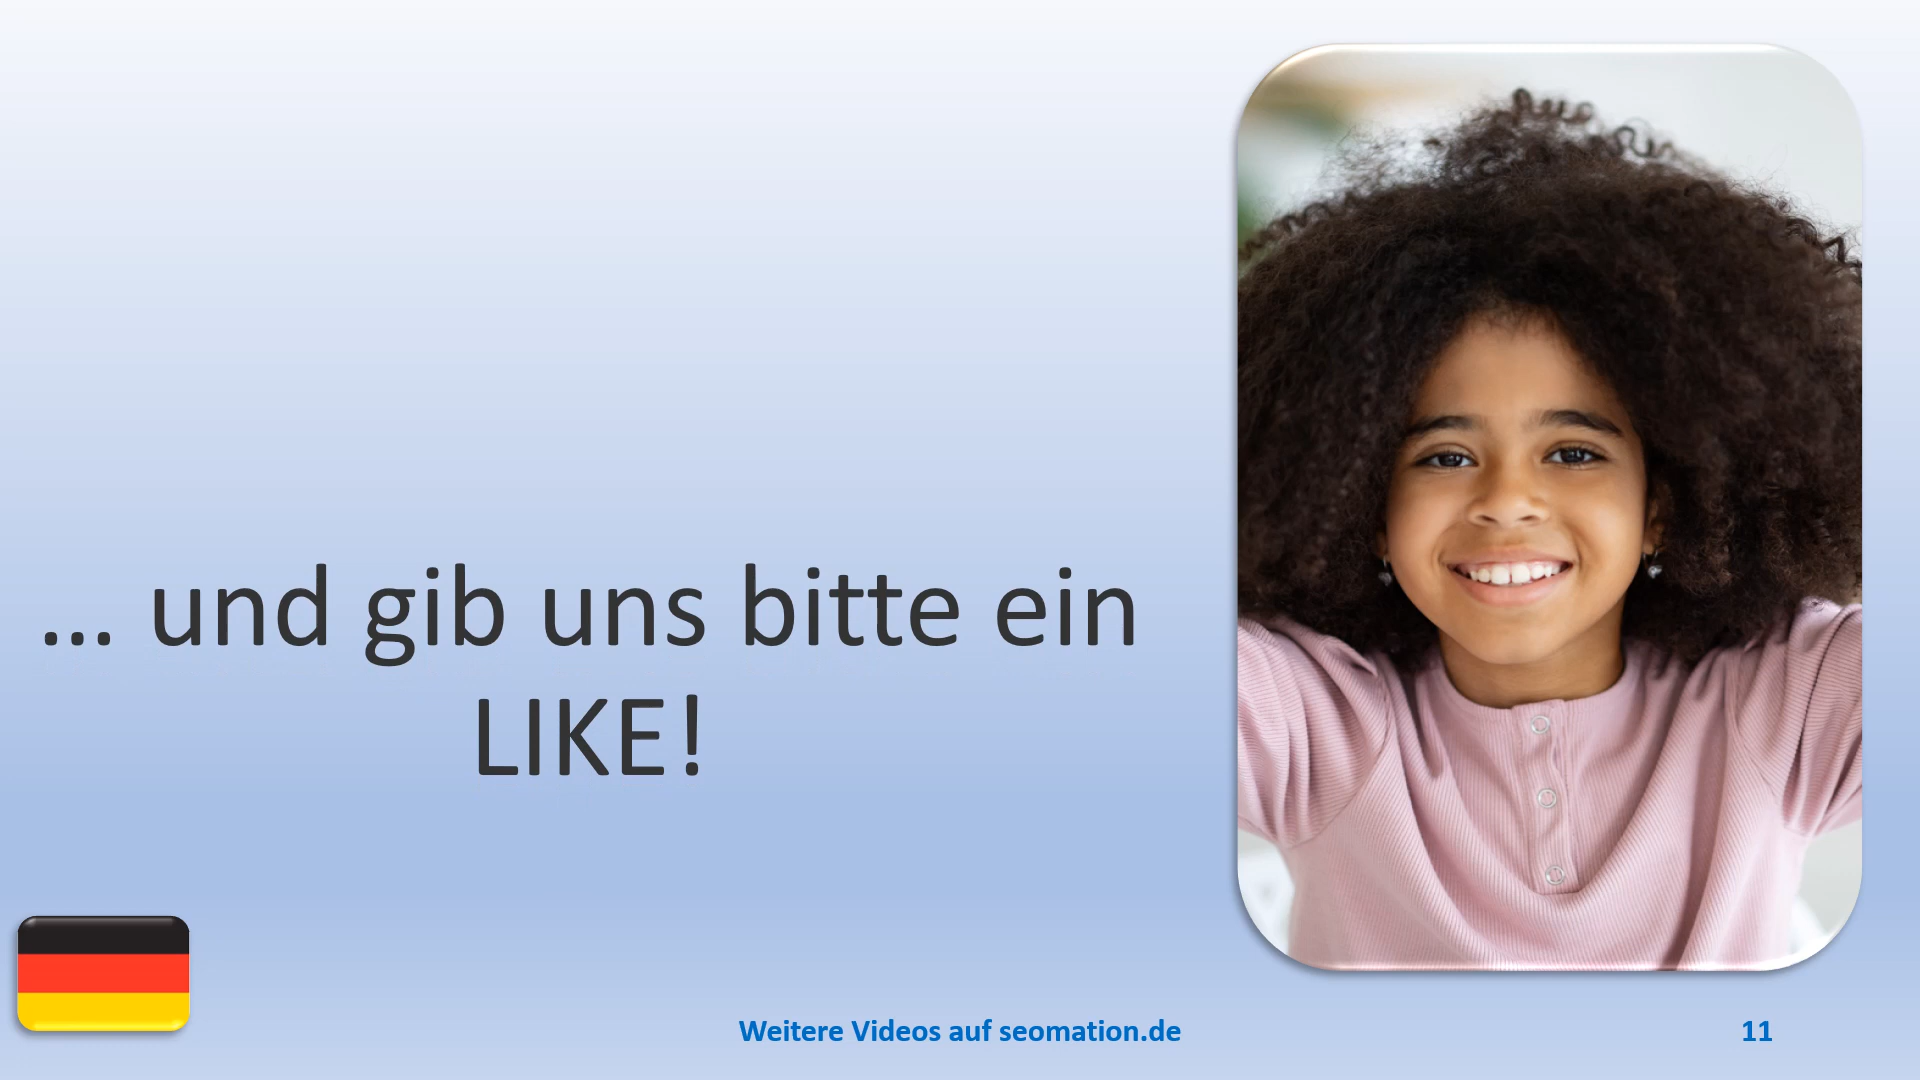 ... und gib uns bitte ein
LIKE!
Weitere Videos auf seomation.de
11